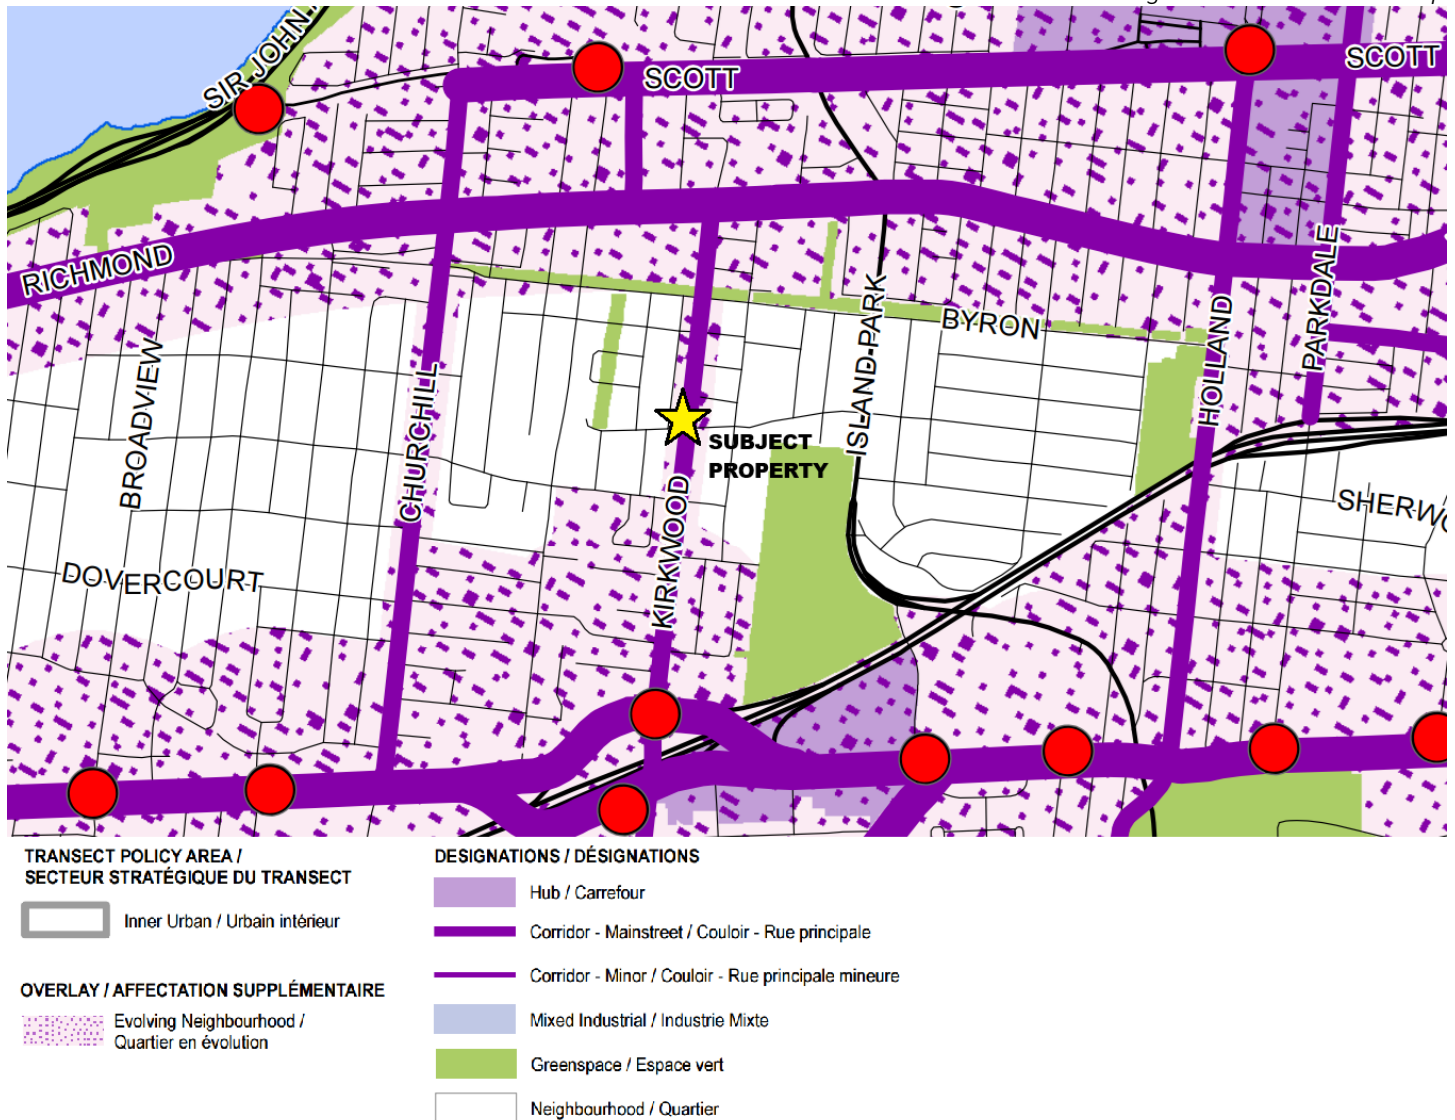 SIR JOHN
SCOTT
SCOTT
RICHMOND
BYRON
ISLAND PARK
HOLLAND
PARKDALE
BROADVIEW
CHURCHILL
SUBJECT
PROPERTY
KIRKWOOD
DOVERCOURT
TRANSECT POLICY AREA /
SECTEUR STRATÉGIQUE DU TRANSECT
Inner Urban / Urbain intérieur
OVERLAY / AFFECTATION SUPPLÉMENTAIRE
Evolving Neighbourhood /
Quartier en évolution
DESIGNATIONS / DÉSIGNATIONS
Hub / Carrefour
Corridor - Mainstreet / Couloir - Rue principale
Corridor - Minor / Couloir - Rue principale mineure
Mixed Industrial / Industrie Mixte
Greenspace / Espace vert
Neighbourhood / Quartier